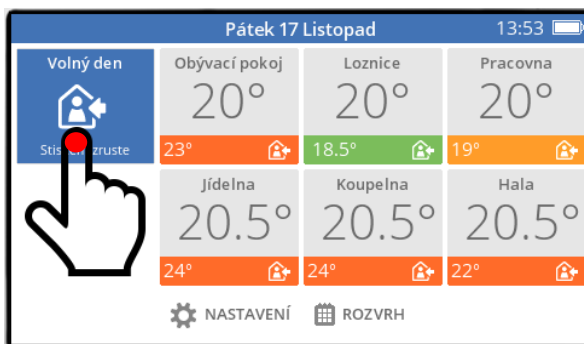 Pátek 17 Listopad
13:53
Volný den
zruste
Obývací pokoj
20°
23°
Loznice
20°
18.5°
Pracovna
20°
19°
Jídelna
20.5°
24°
Koupelna
20.5°
24°
Hala
20.5°
22°
NASTAVENÍ
ROZVRH